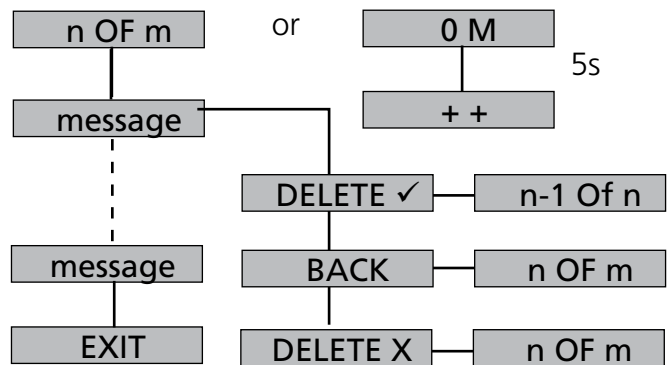 n OF m
or
0 M
5s
+ +
message
DELETE ✓
n-1 Of n
message
BACK
n OF m
EXIT
DELETE X
n OF m